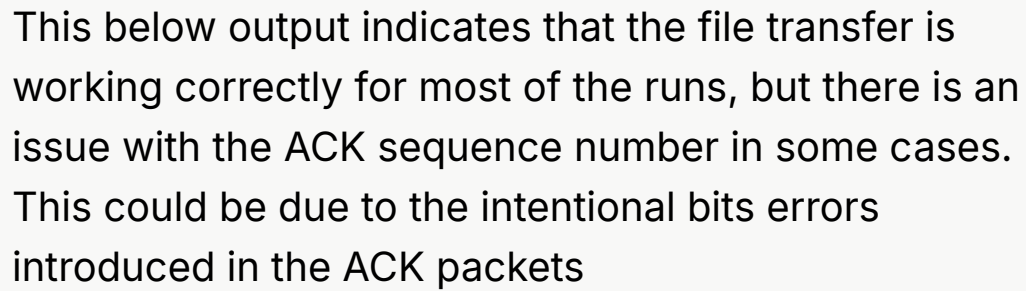 This below output indicates that the file transfer is
working correctly for most of the runs, but there is an
issue with the ACK sequence number in some cases.
This could be due to the intentional bits errors
introduced in the ACK packets